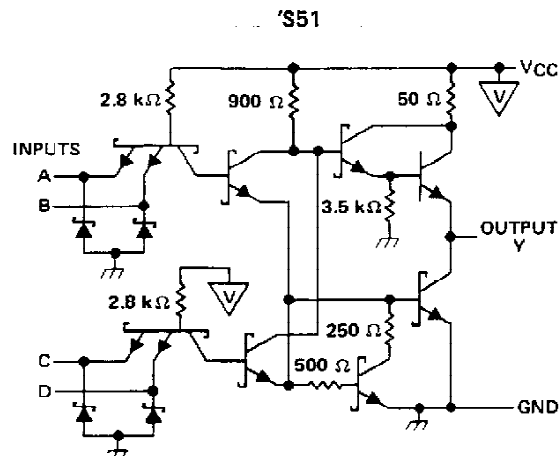 'S51
VCC
2.8 kΩ
900 Ω
50 Ω
V
INPUTS
A
B
3.5 kΩ
OUTPUT
Y
2.8 kΩ
V
250 Ω
C
500 Ω
D
GND